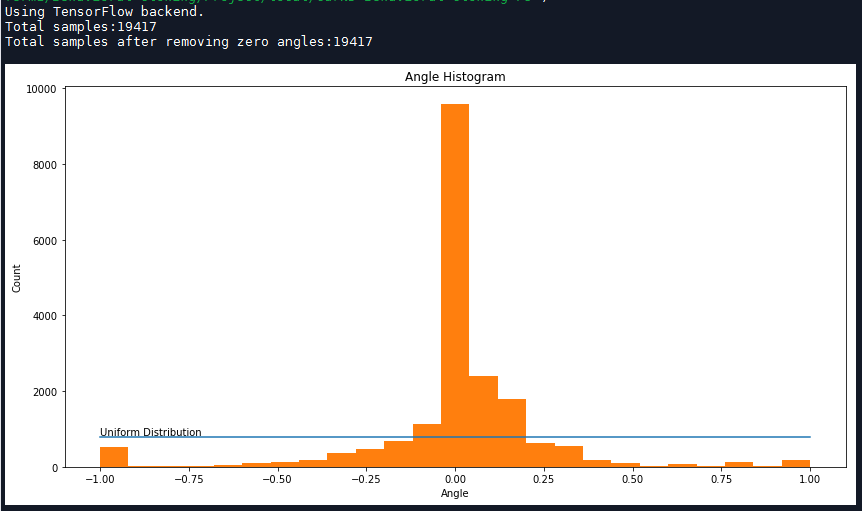 Using TensorFlow backend.
Total samples:19417
Total samples after removing zero angles:19417
Angle Histogram
10000
8000
6000
4000
2000
0
Count
Uniform Distribution
−1.00 −0.75 −0.50 −0.25 0.00 0.25 0.50 0.75 1.00
Angle